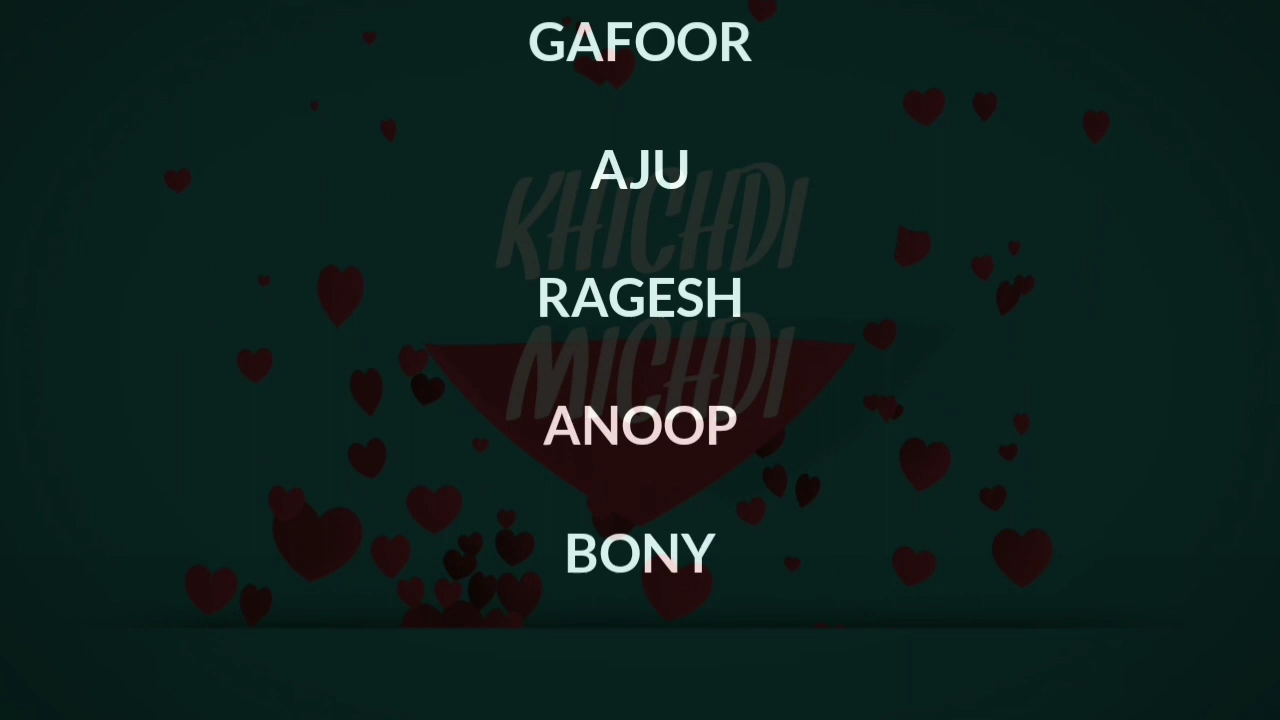 GAFOOR
AJU
KHICHDI
RAGESH
MICHDI
ANOOP
BONY